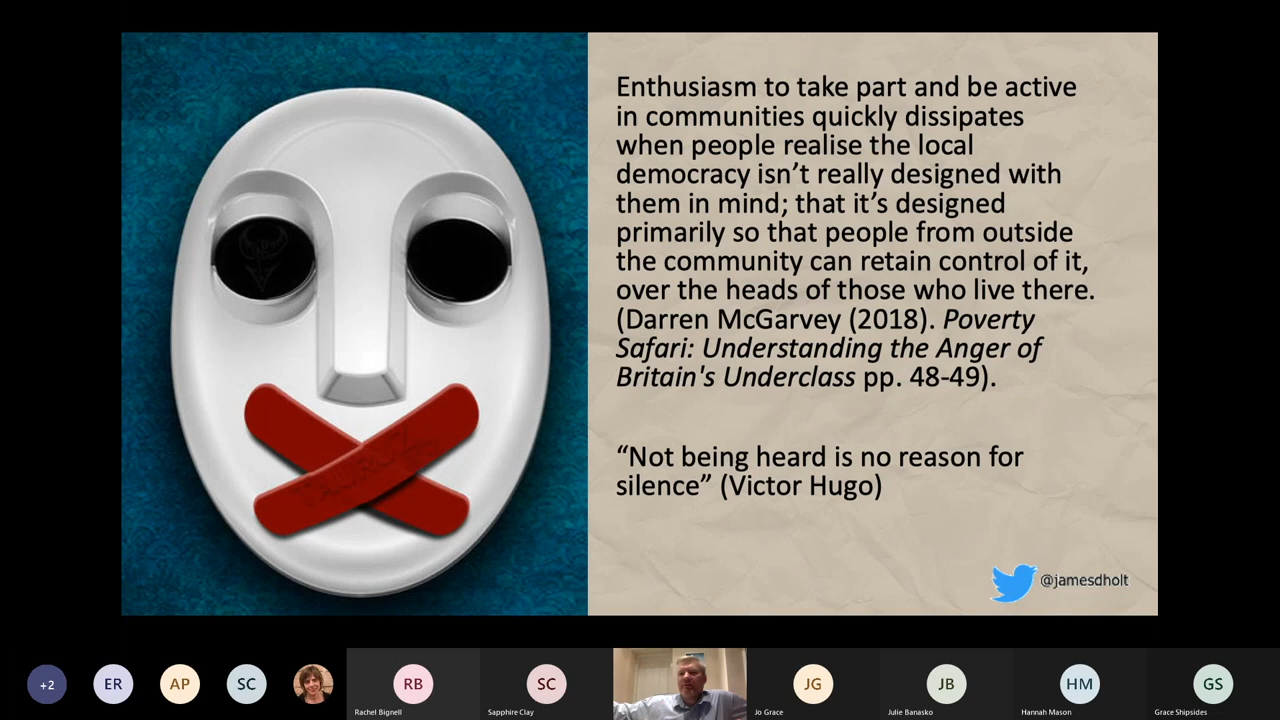 Enthusiasm to take part and be active
in communities quickly dissipates
when people realise the local
democracy isn’t really designed with
them in mind; that it’s designed
primarily so that people from outside
the community can retain control of it,
over the heads of those who live there.
(Darren McGarvey (2018). Poverty
Safari: Understanding the Anger of
Britain's Underclass pp. 48-49).
“Not being heard is no reason for
silence” (Victor Hugo)
@jamesdholt
+2
ER
AP
SC
RB
Rachel Bignell
SC
Sapphire Clay
JG
Jo Grace
JB
Julie Banasko
HM
Hannah Mason
GS
Grace Shipsides